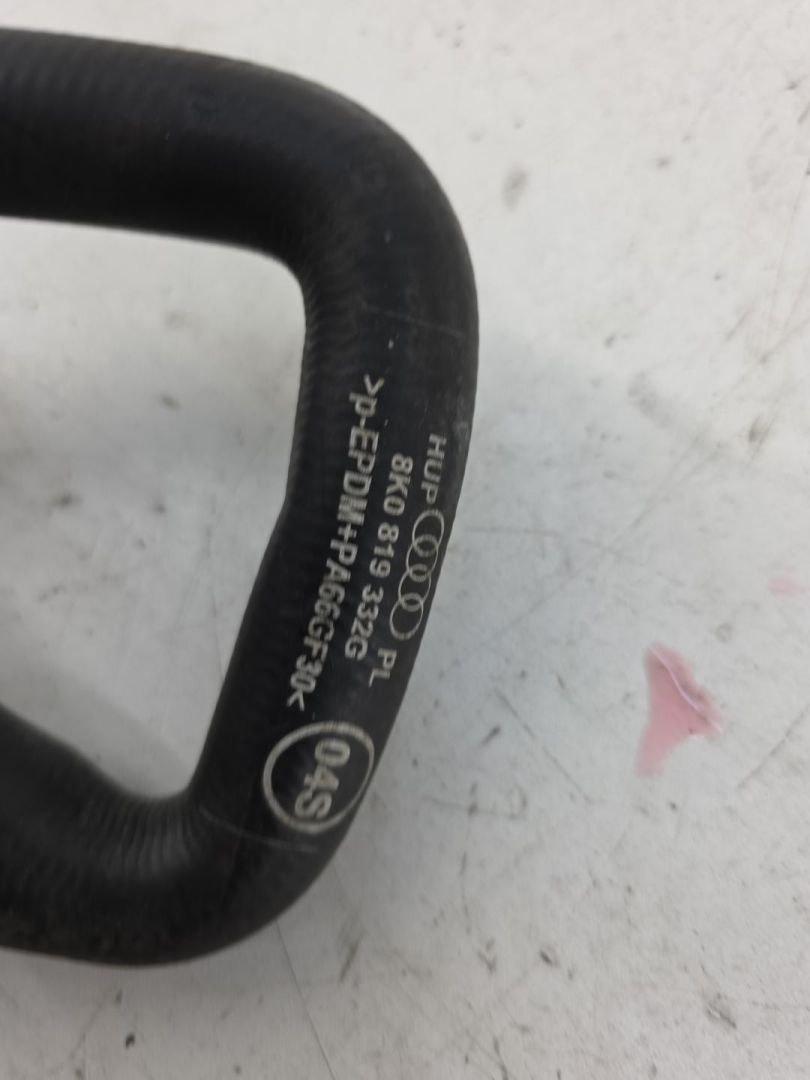 HUP PL
8K0 819 332G
>p-EPDM+PA66GF30<
04S